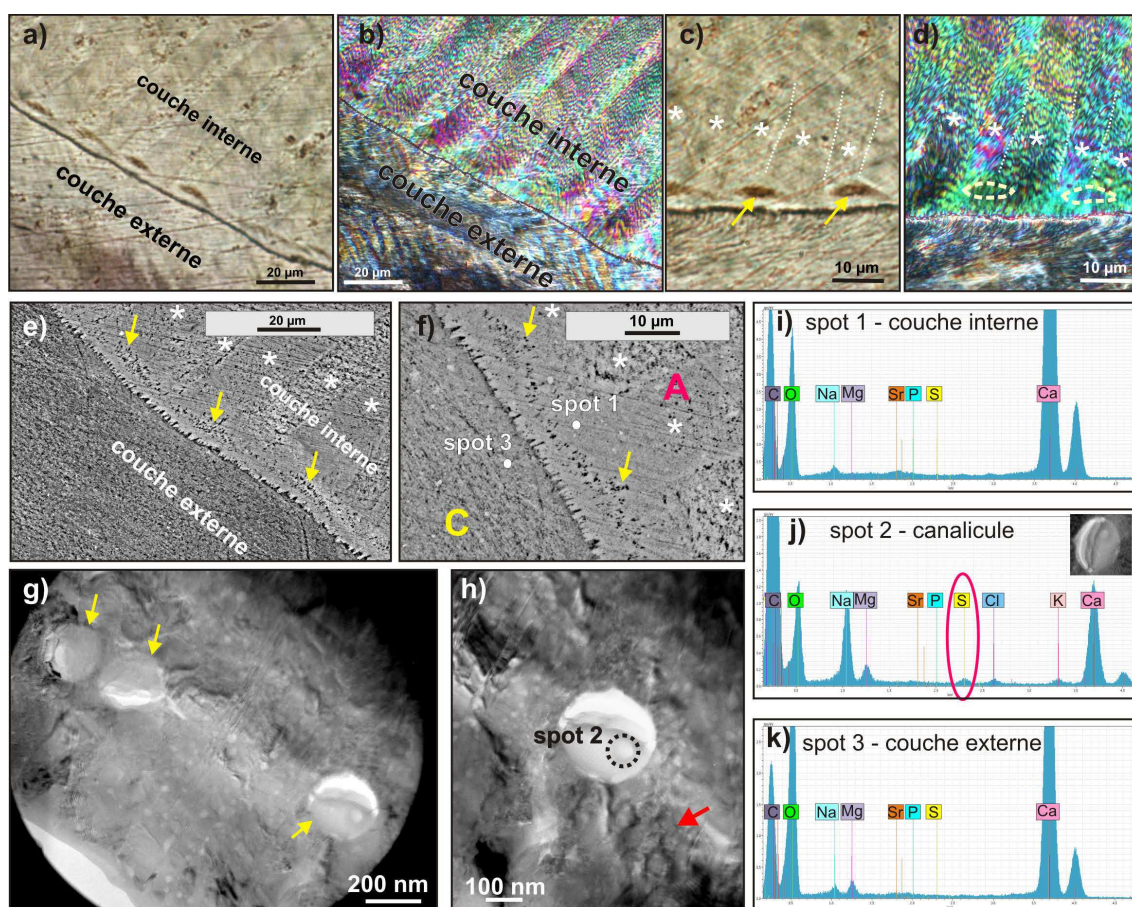 a)
couche interne
couche externe
20 µm
b)
couche interne
couche externe
20 µm
c)
* * * * *
10 µm
d)
* * * * *
10 µm
e)
20 µm
* * * * *
couche interne
couche externe
f)
10 µm
*
*
A
spot 1
*
spot 3
C
*
g)
200 nm
h)
spot 2
100 nm
i) spot 1 - couche interne
C O Na Mg Sr P S Ca
j) spot 2 - canalicule
C O Na Mg Sr P S Cl K Ca
k) spot 3 - couche externe
C O Na Mg Sr P S Ca